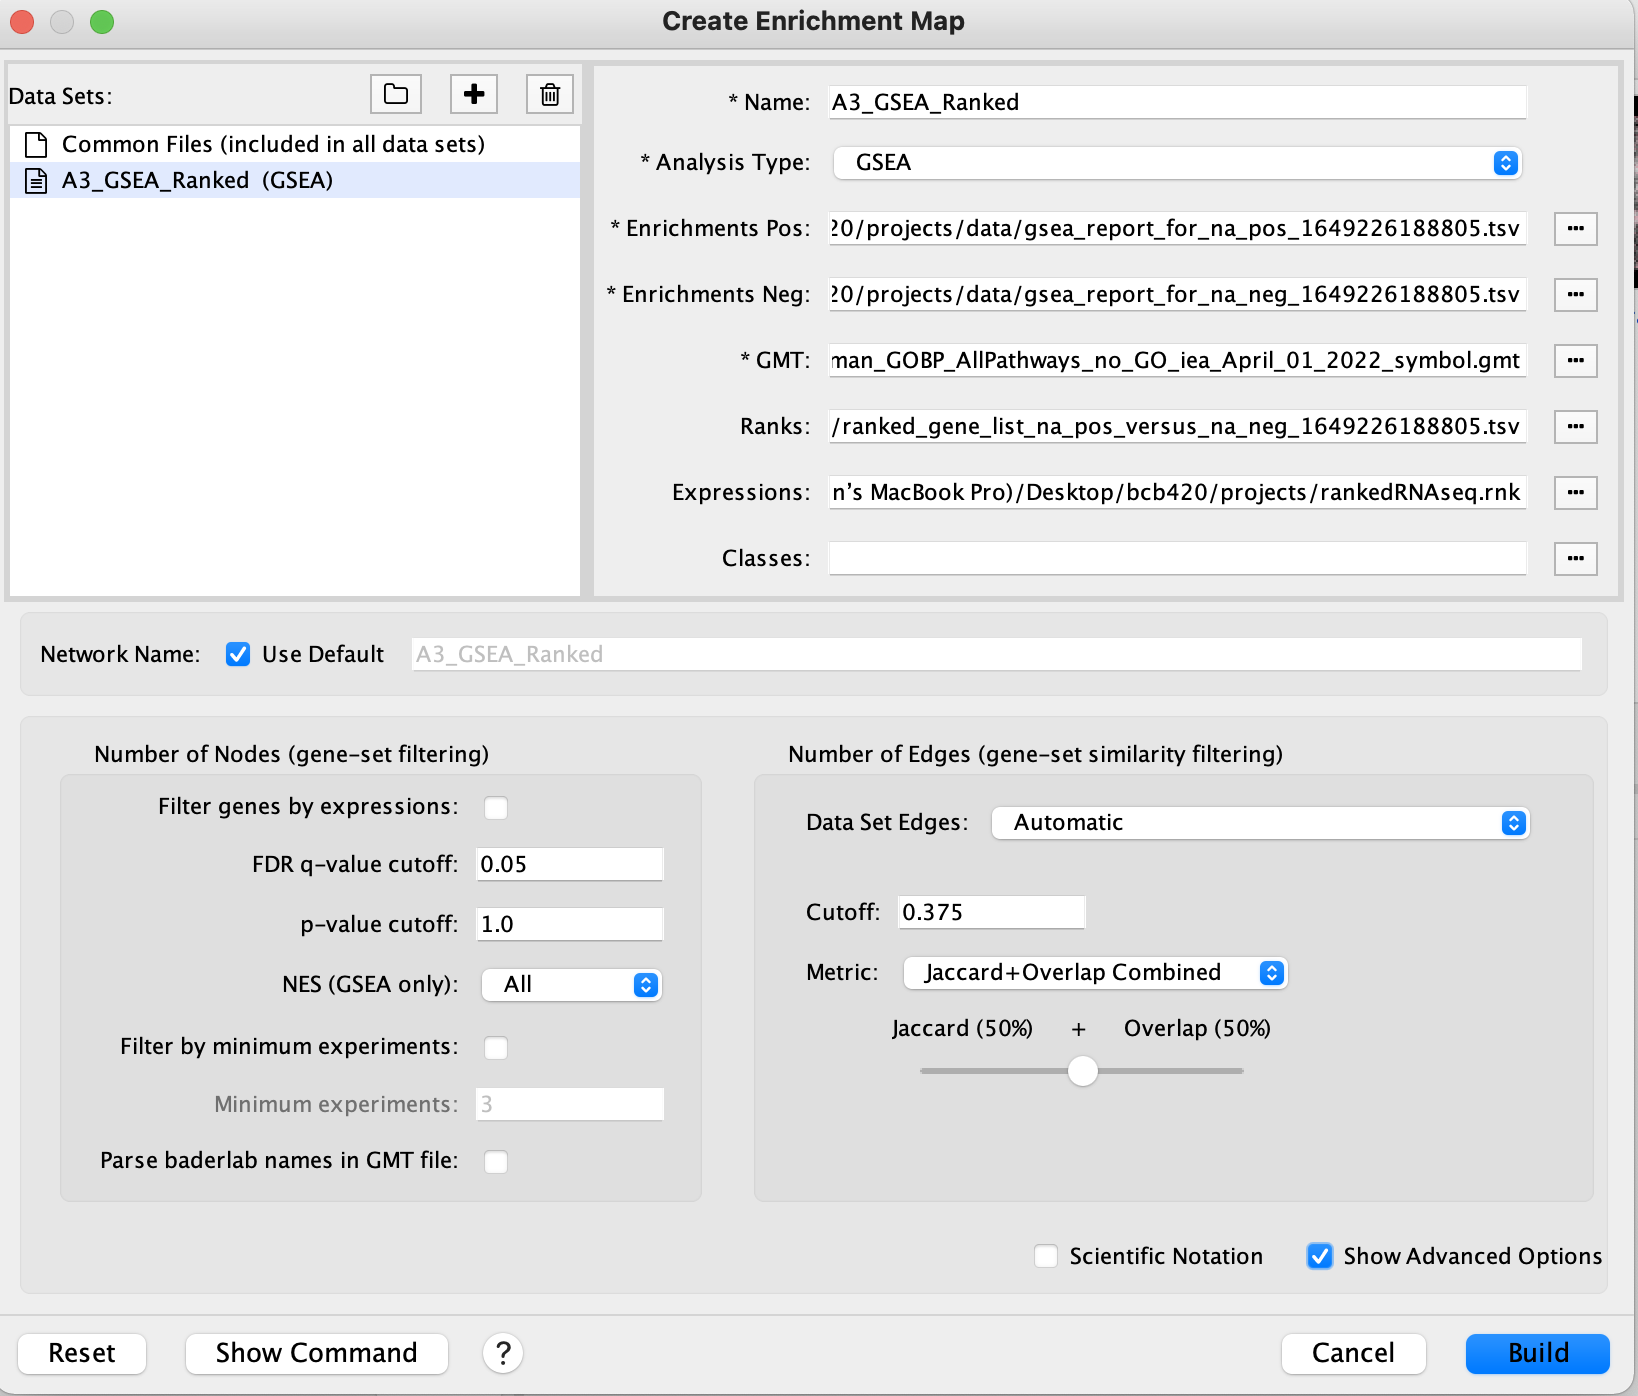 Create Enrichment Map
Data Sets:
Common Files (included in all data sets)
A3_GSEA_Ranked (GSEA)
* Name: A3_GSEA_Ranked
* Analysis Type: GSEA
* Enrichments Pos: 20/projects/data/gsea_report_for_na_pos_1649226188805.tsv ...
* Enrichments Neg: 20/projects/data/gsea_report_for_na_neg_1649226188805.tsv ...
* GMT: man_GOBP_AllPathways_no_GO_iea_April_01_2022_symbol.gmt ...
Ranks: /ranked_gene_list_na_pos_versus_na_neg_1649226188805.tsv ...
Expressions: n’s MacBook Pro)/Desktop/bcb420/projects/rankedRNAseq.rnk ...
Classes: ...
Network Name: Use Default A3_GSEA_Ranked
Number of Nodes (gene-set filtering)
Filter genes by expressions:
FDR q-value cutoff: 0.05
p-value cutoff: 1.0
NES (GSEA only): All
Filter by minimum experiments:
Minimum experiments: 3
Parse baderlab names in GMT file:
Number of Edges (gene-set similarity filtering)
Data Set Edges: Automatic
Cutoff: 0.375
Metric: Jaccard+Overlap Combined
Jaccard (50%) + Overlap (50%)
Scientific Notation Show Advanced Options
Reset Show Command ? Cancel Build